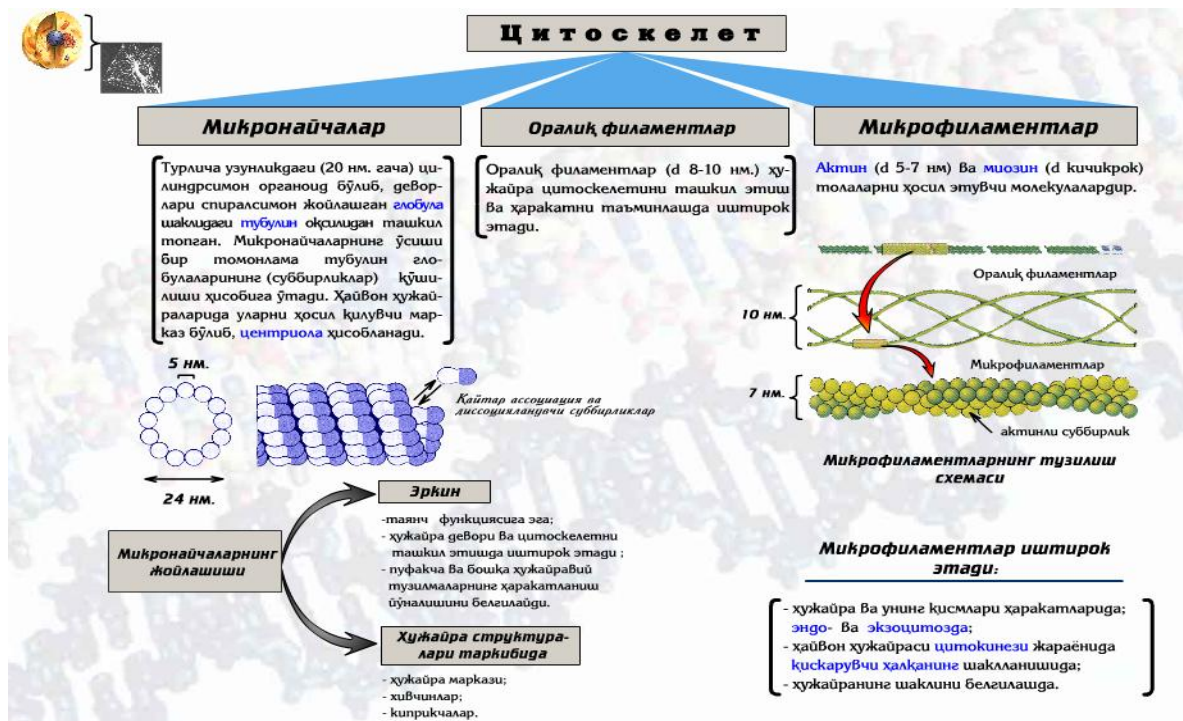 Цитоскелет
Микронайчалар
Турлича узунликдаги (20 нм. гача) ци-
линдрсимон органоид бўлиб, девор-
лари спиралсимон жойлашган глобула
шаклидаги тубулин оқсилидан ташкил
топган. Микронайчаларнинг ўсиши
бир томонлама тубулин гло-
булаларининг (суббирликлар) қўши-
лиши ҳисобига ўтади. Ҳайвон ҳужай-
раларида уларни ҳосил қилувчи мар-
каз бўлиб, центриола ҳисобланади.
5 нм.
24 нм.
Қайтар ассоциация ва
диссоцияландвчи суббирликлар
Оралиқ филаментлар
Оралиқ филаментлар (d 8-10 нм.) ҳу-
жайра цитоскелетини ташкил этиш
ва ҳаракатни таъминлашда иштирок
этади.
Микрофиламентлар
Актин (d 5-7 нм) ва миозин (d кичикрок)
толаларни ҳосил этувчи молекулалардир.
Оралиқ филаментлар
10 нм.
Микрофиламентлар
7 нм.
актинли суббирлик
Микрофиламентларнинг тузилиш
схемаси
Микронайчаларнинг
жойлашиши
Эркин
-таянч функциясига эга;
- ҳужайра девори ва цитоскелетни
ташкил этишда иштирок этади ;
- пуфакча ва бошқа ҳужайравий
тузилмаларнинг ҳаракатланиш
йўналишини белгилайди.
Хужайра структура-
лари таркибида
- ҳужайра маркази;
- хивчинлар;
- киприкчалар.
Микрофиламентлар иштирок
этади:
- ҳужайра ва унинг қисмлари ҳаракатларида;
эндо- ва экзоцитозда;
- ҳайвон ҳужайраси цитокинези жараёнида
қискарувчи ҳалқанинг шаклланишида;
- ҳужайранинг шаклини белгилашда.